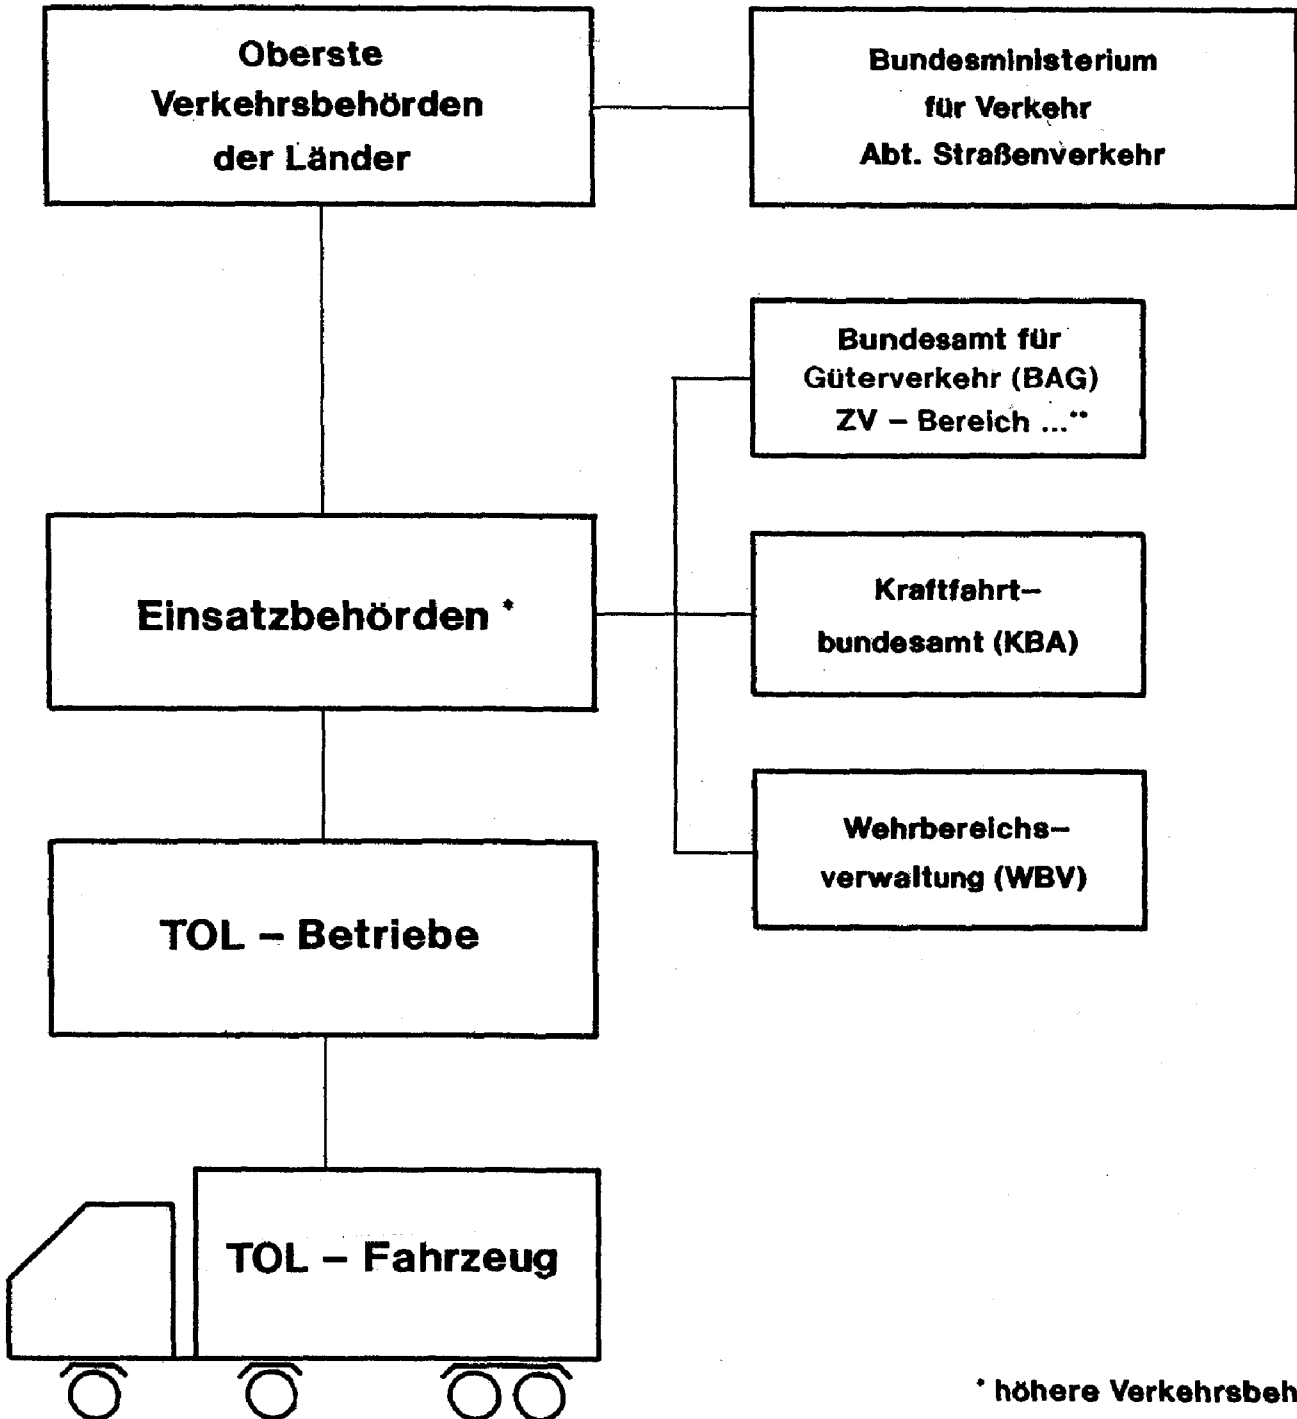 Oberste
Verkehrsbehörden
der Länder
Bundesministerium
für Verkehr
Abt. Straßenverkehr
Bundesamt für
Güterverkehr (BAG)
ZV – Bereich ...**
Einsatzbehörden *
Kraftfahrt–
bundesamt (KBA)
Wehrbereichs–
verwaltung (WBV)
TOL – Betriebe
TOL – Fahrzeug
* höhere Verkehrsbeh